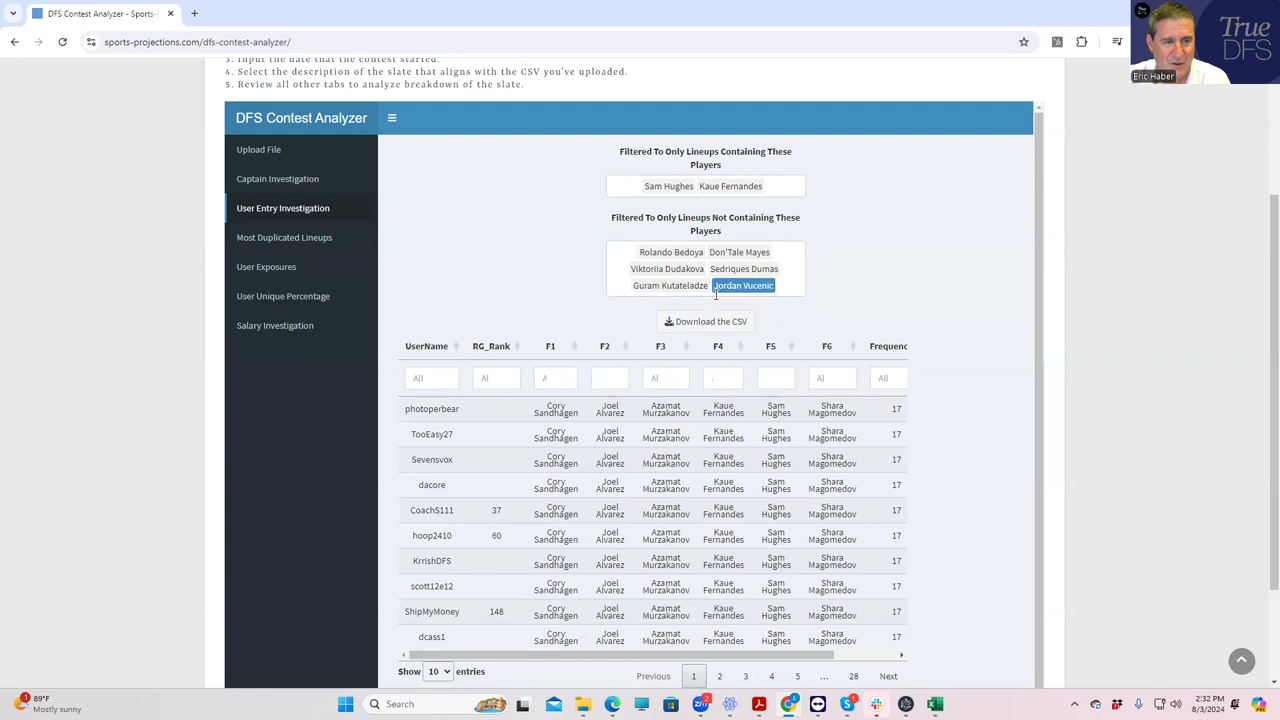 DFS Contest Analyzer - Sports-
sports-projections.com/dfs-contest-analyzer/
True
DFS
Eric Haber
3. Input the date that the contest started.
4. Select the description of the slate that aligns with the CSV you've uploaded.
5. Review all other tabs to analyze breakdown of the slate.
DFS Contest Analyzer
Upload File
Captain Investigation
User Entry Investigation
Most Duplicated Lineups
User Exposures
User Unique Percentage
Salary Investigation
Filtered To Only Lineups Containing These
Players
Sam Hughes Kaue Fernandes
Filtered To Only Lineups Not Containing These
Players
Rolando Bedoya Don'Tale Mayes
Viktoriia Dudakova Sedriques Dumas
Guram Kutateladze Jordan Vucenic
Download the CSV
UserName RG_Rank F1 F2 F3 F4 F5 F6 Frequenc
All Al A Al . Al All
photoperbear Cory Sandhagen Joel Alvarez Azamat Murzakanov Kaue Fernandes Sam Hughes Shara Magomedov 17
TooEasy27 Cory Sandhagen Joel Alvarez Azamat Murzakanov Kaue Fernandes Sam Hughes Shara Magomedov 17
Sevensvox Cory Sandhagen Joel Alvarez Azamat Murzakanov Kaue Fernandes Sam Hughes Shara Magomedov 17
dacore Cory Sandhagen Joel Alvarez Azamat Murzakanov Kaue Fernandes Sam Hughes Shara Magomedov 17
CoachS111 37 Cory Sandhagen Joel Alvarez Azamat Murzakanov Kaue Fernandes Sam Hughes Shara Magomedov 17
hoop2410 60 Cory Sandhagen Joel Alvarez Azamat Murzakanov Kaue Fernandes Sam Hughes Shara Magomedov 17
KrrishDFS Cory Sandhagen Joel Alvarez Azamat Murzakanov Kaue Fernandes Sam Hughes Shara Magomedov 17
scott12e12 Cory Sandhagen Joel Alvarez Azamat Murzakanov Kaue Fernandes Sam Hughes Shara Magomedov 17
ShipMyMoney 148 Cory Sandhagen Joel Alvarez Azamat Murzakanov Kaue Fernandes Sam Hughes Shara Magomedov 17
dcass1 Cory Sandhagen Joel Alvarez Azamat Murzakanov Kaue Fernandes Sam Hughes Shara Magomedov 17
Show 10 entries
Previous 1 2 3 4 5 ... 28 Next
89°F
Mostly sunny
Search
2:32 PM
8/3/2024